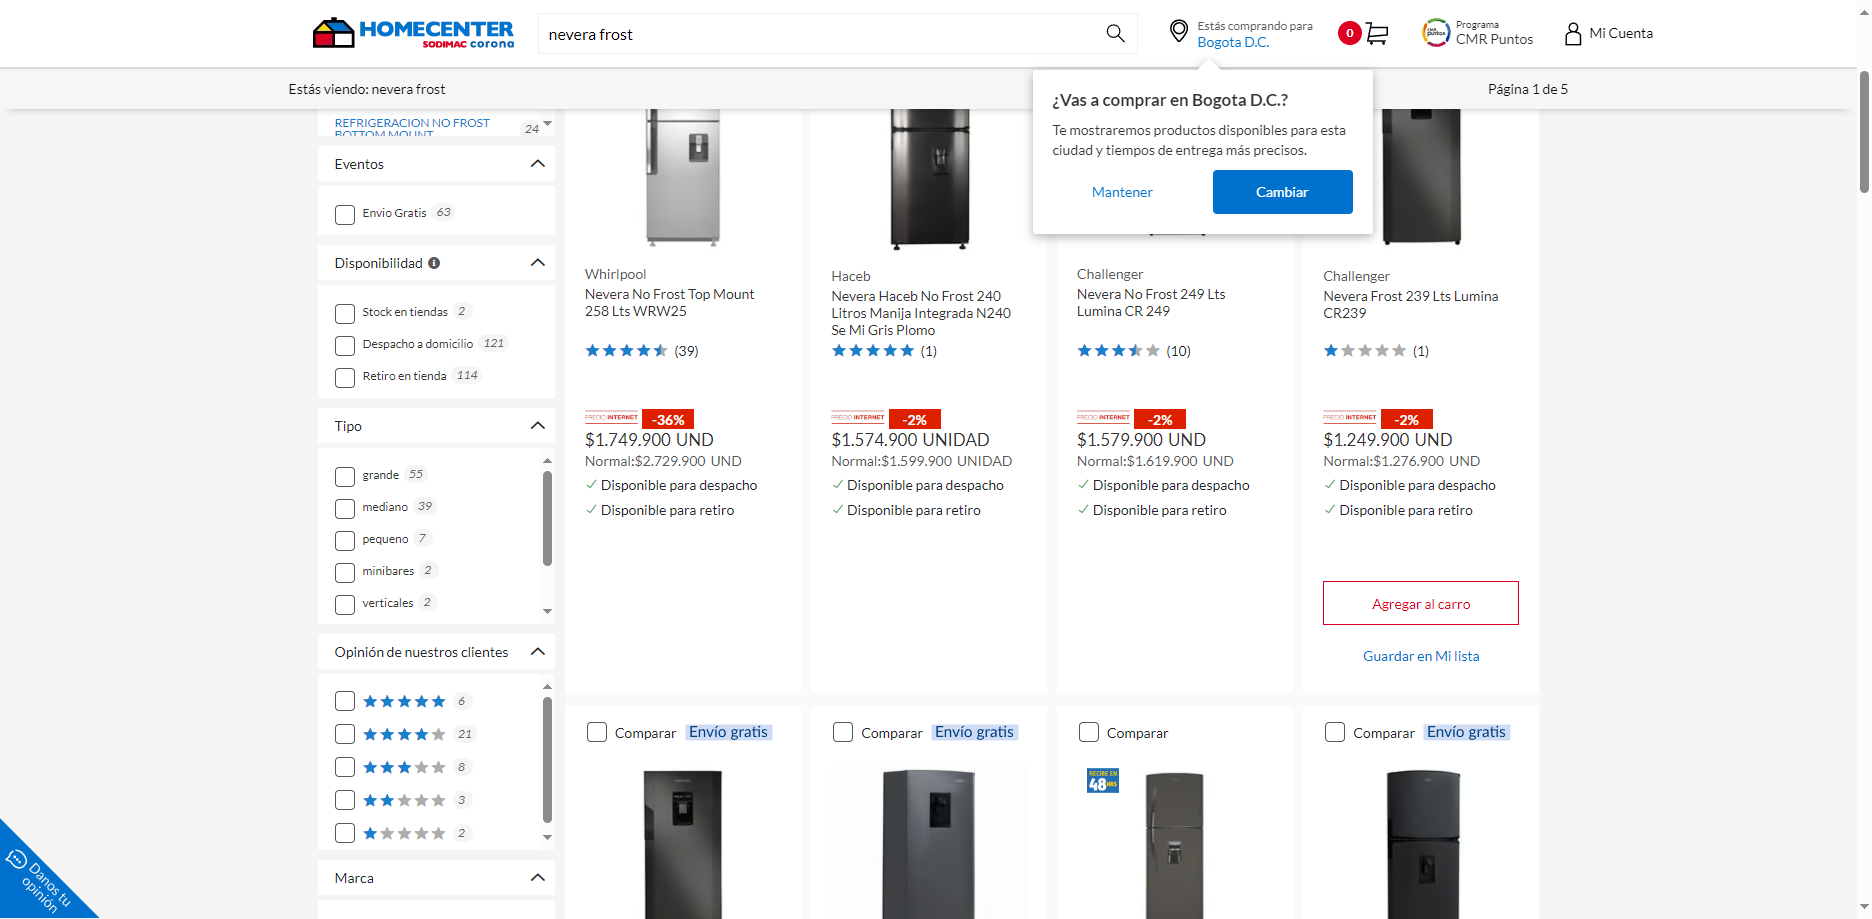 HOMECENTER
SODIMAC corona
nevera frost
Estás comprando para
Bogota D.C.
0
Programa
CMR Puntos
Mi Cuenta
Estás viendo: nevera frost
Página 1 de 5
¿Vas a comprar en Bogota D.C.?
Te mostraremos productos disponibles para esta
ciudad y tiempos de entrega más precisos.
Mantener
Cambiar
REFRIGERACION NO FROST
BOTTOM MOUNT
24
Eventos
Envio Gratis 63
Disponibilidad
Stock en tiendas 2
Despacho a domicilio 121
Retiro en tienda 114
Tipo
grande 55
mediano 39
pequeno 7
minibares 2
verticales 2
Opinión de nuestros clientes
6
21
8
3
2
Marca
Whirlpool
Nevera No Frost Top Mount
258 Lts WRW25
(39)
PRECIO INTERNET -36%
$1.749.900 UND
Normal:$2.729.900 UND
Disponible para despacho
Disponible para retiro
Haceb
Nevera Haceb No Frost 240
Litros Manija Integrada N240
Se Mi Gris Plomo
(1)
PRECIO INTERNET -2%
$1.574.900 UNIDAD
Normal:$1.599.900 UNIDAD
Disponible para despacho
Disponible para retiro
Challenger
Nevera No Frost 249 Lts
Lumina CR 249
(10)
PRECIO INTERNET -2%
$1.579.900 UND
Normal:$1.619.900 UND
Disponible para despacho
Disponible para retiro
Challenger
Nevera Frost 239 Lts Lumina
CR239
(1)
PRECIO INTERNET -2%
$1.249.900 UND
Normal:$1.276.900 UND
Disponible para despacho
Disponible para retiro
Agregar al carro
Guardar en Mi lista
Comparar Envío gratis
Comparar Envío gratis
Comparar
RECIBE EN
48HRS
Comparar Envío gratis
Danos tu
opinión